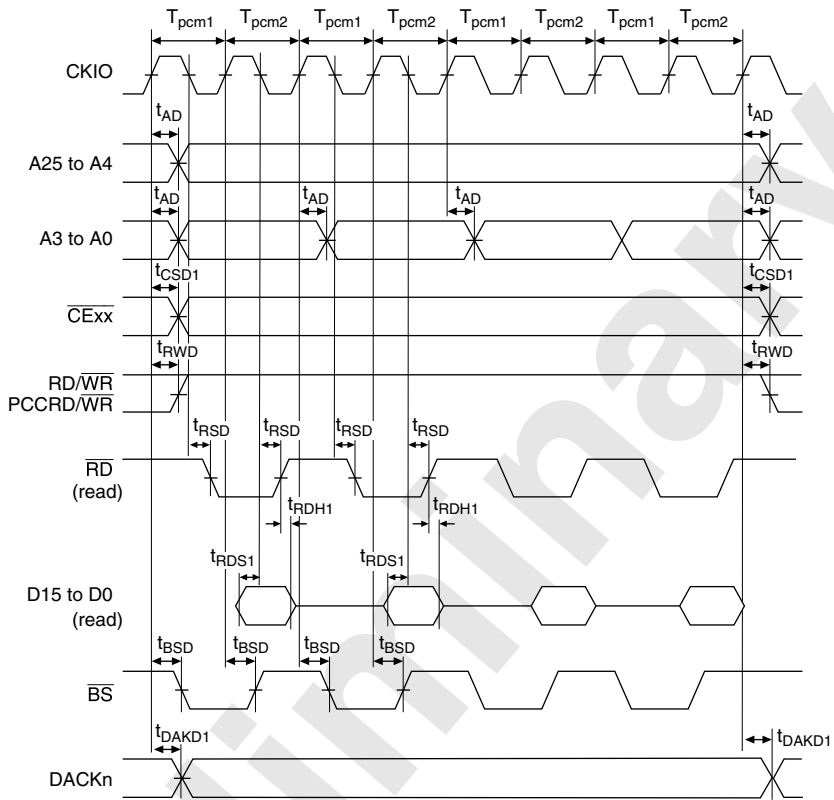 Tpcm1 Tpcm2 Tpcm1 Tpcm2 Tpcm1 Tpcm2 Tpcm1 Tpcm2
CKIO
tAD tAD
A25 to A4
tAD tAD tAD tAD
A3 to A0
tCSD1 tCSD1
CExx
tRWD tRWD
RD/WR
PCCRD/WR
tRSD tRSD tRSD tRSD
RD
(read)
tRDH1 tRDH1
tRDS1 tRDS1
D15 to D0
(read)
tBSD tBSD tBSD tBSD
BS
tDAKD1 tDAKD1
DACKn
liminary